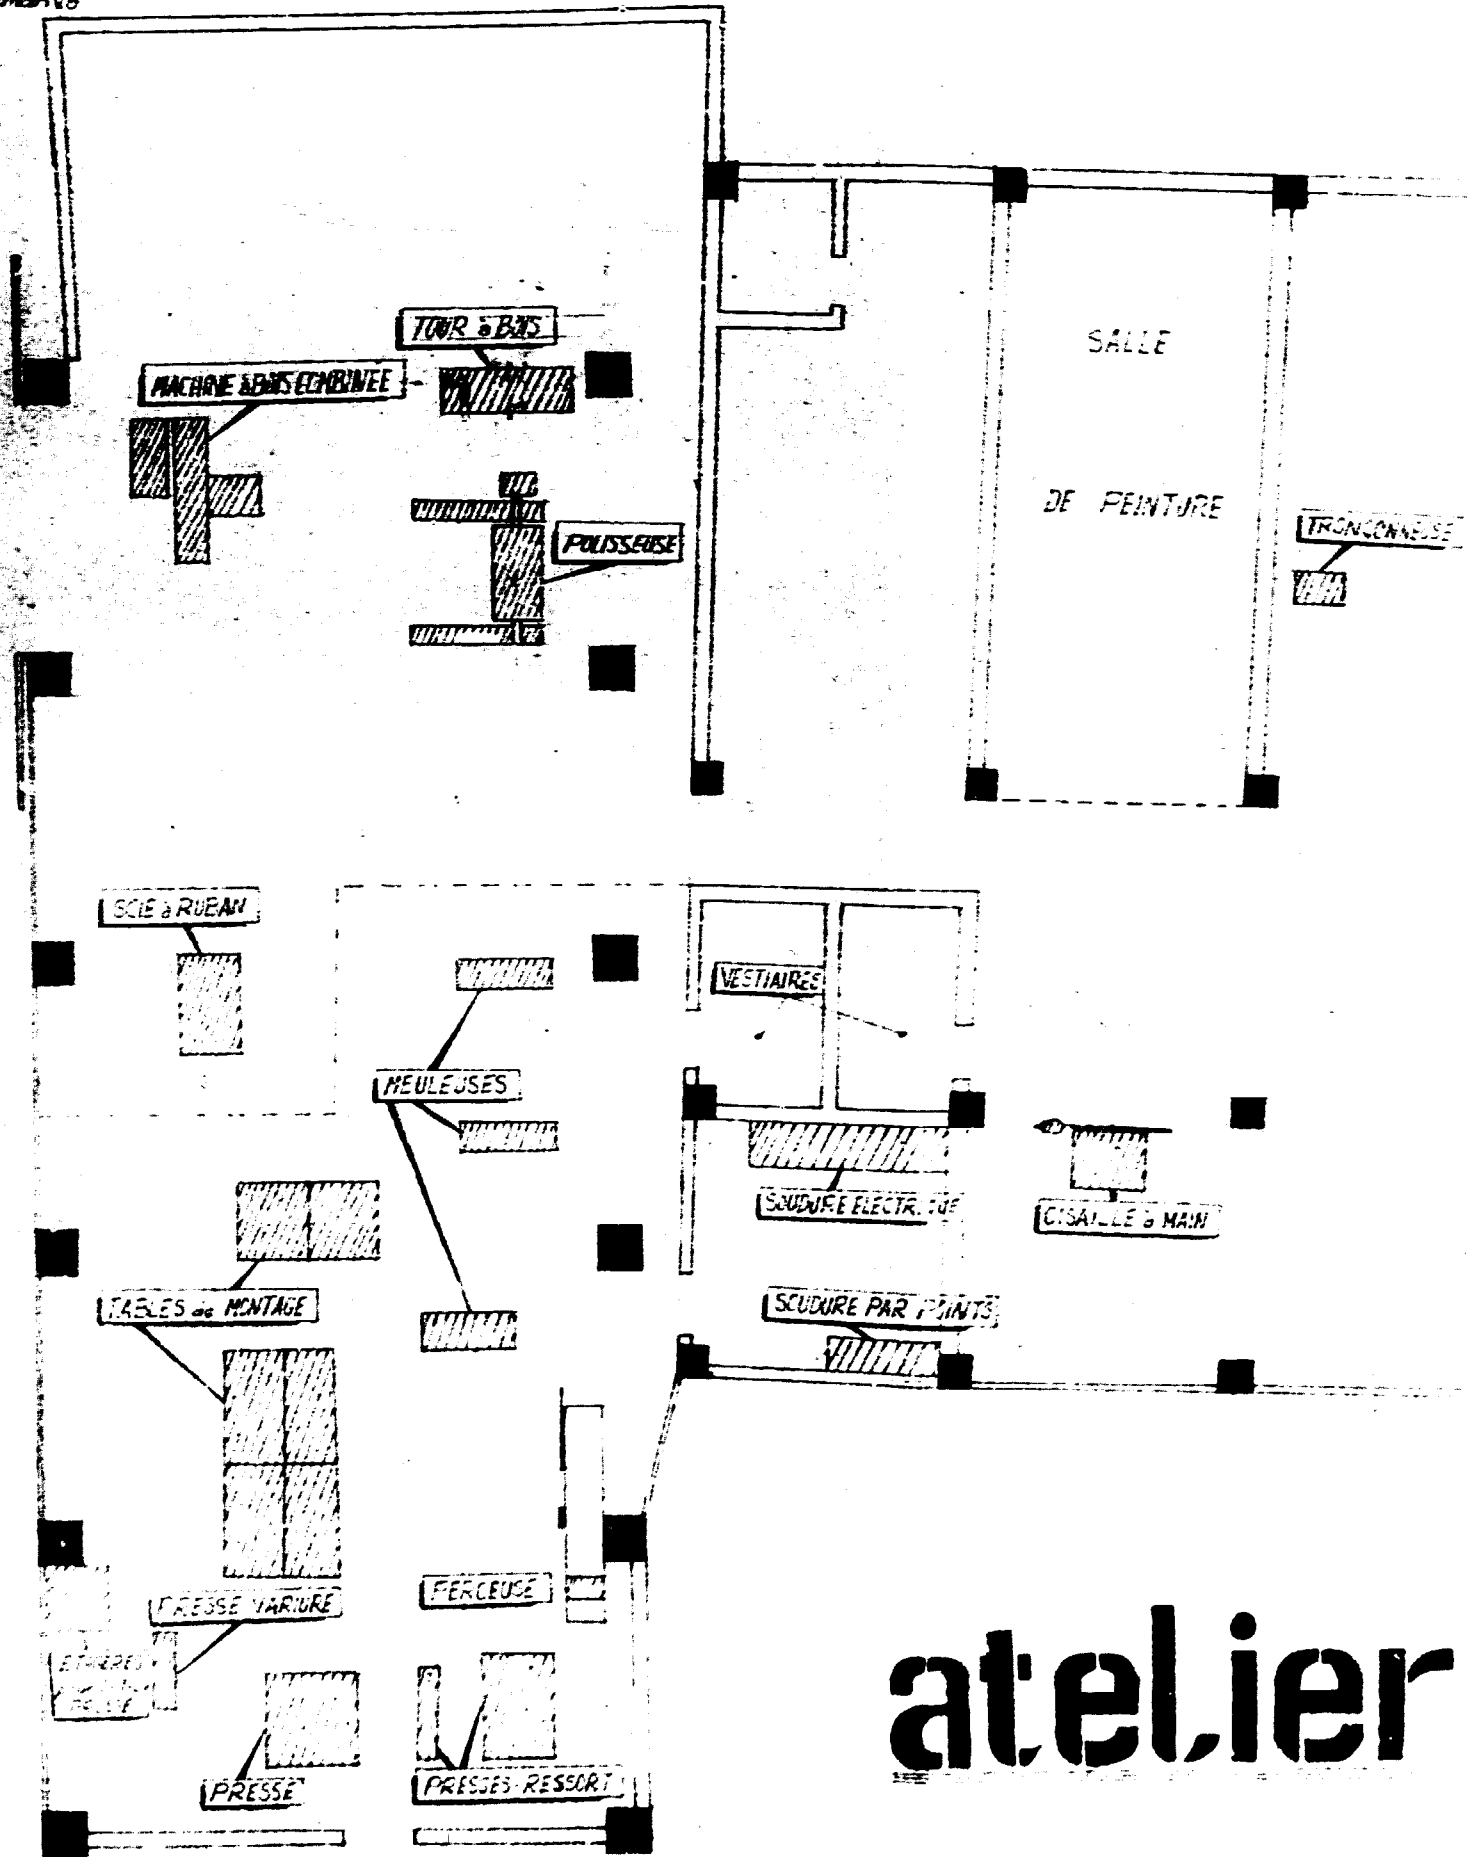 TOUR à BOIS
MACHINE à BOIS COMBINEE
SALLE
DE PEINTURE
POLISSEUSE
TRONÇONNEUSE
SCIE à RUBAN
VESTIAIRES
MEULEUSES
SOUDURE ELECTRIQUE
CISAILLE à MAIN
TABLES de MONTAGE
SOUDURE PAR POINTS
PERCEUSE
PRESSE
PRESSE
PRESSES RESSORT
atelier